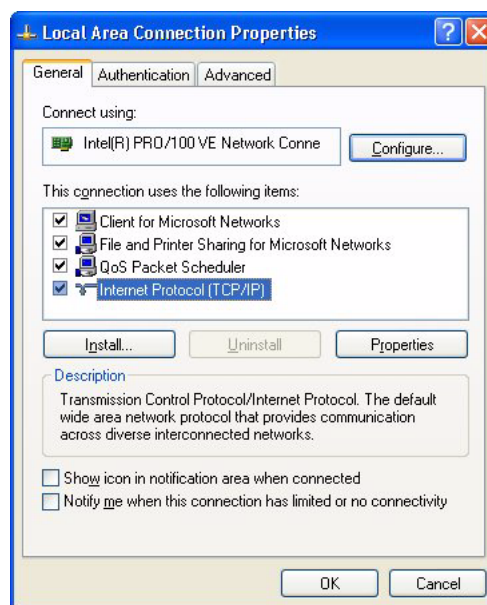 Local Area Connection Properties
General Authentication Advanced
Connect using:
Intel(R) PRO/100 VE Network Conne
Configure...
This connection uses the following items:
Client for Microsoft Networks
File and Printer Sharing for Microsoft Networks
QoS Packet Scheduler
Internet Protocol (TCP/IP)
Install... Uninstall Properties
Description
Transmission Control Protocol/Internet Protocol. The default
wide area network protocol that provides communication
across diverse interconnected networks.
Show icon in notification area when connected
Notify me when this connection has limited or no connectivity
OK Cancel